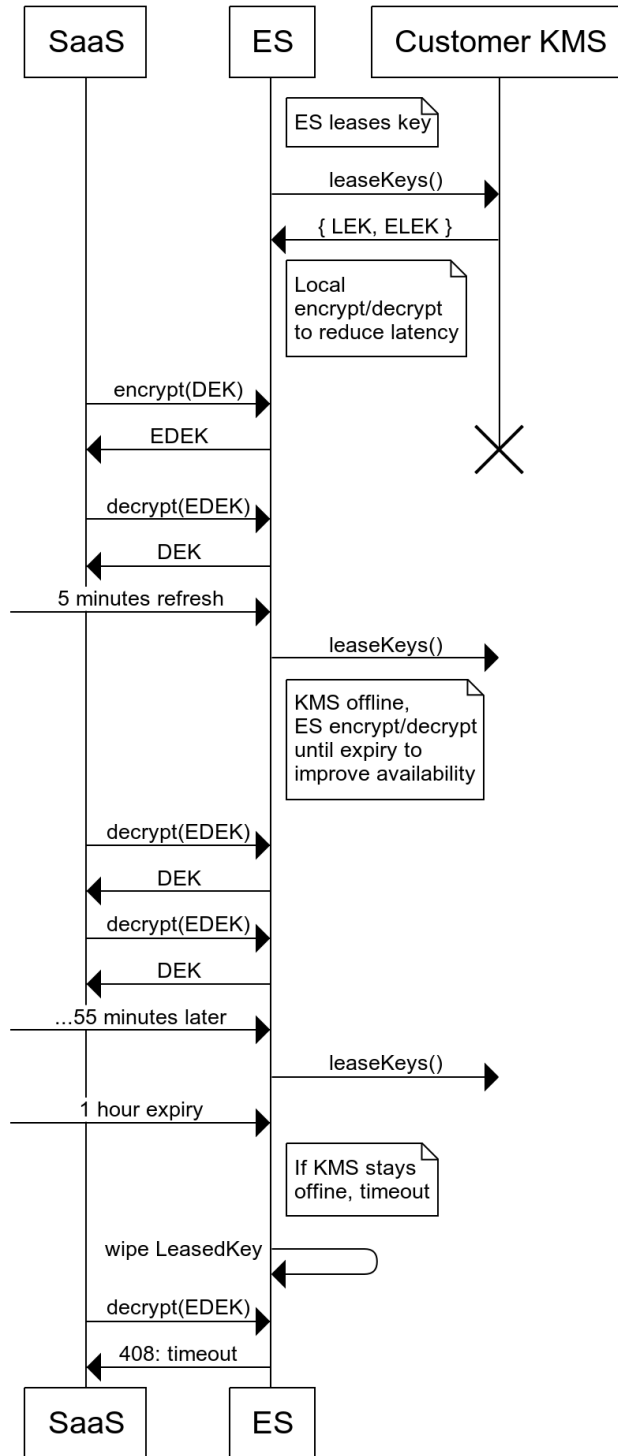 SaaS ES Customer KMS
ES leases key
leaseKeys()
{ LEK, ELEK }
Local
encrypt/decrypt
to reduce latency
encrypt(DEK)
EDEK
decrypt(EDEK)
DEK
5 minutes refresh
leaseKeys()
KMS offline,
ES encrypt/decrypt
until expiry to
improve availability
decrypt(EDEK)
DEK
decrypt(EDEK)
DEK
...55 minutes later
leaseKeys()
1 hour expiry
If KMS stays
offine, timeout
wipe LeasedKey
decrypt(EDEK)
408: timeout
SaaS ES